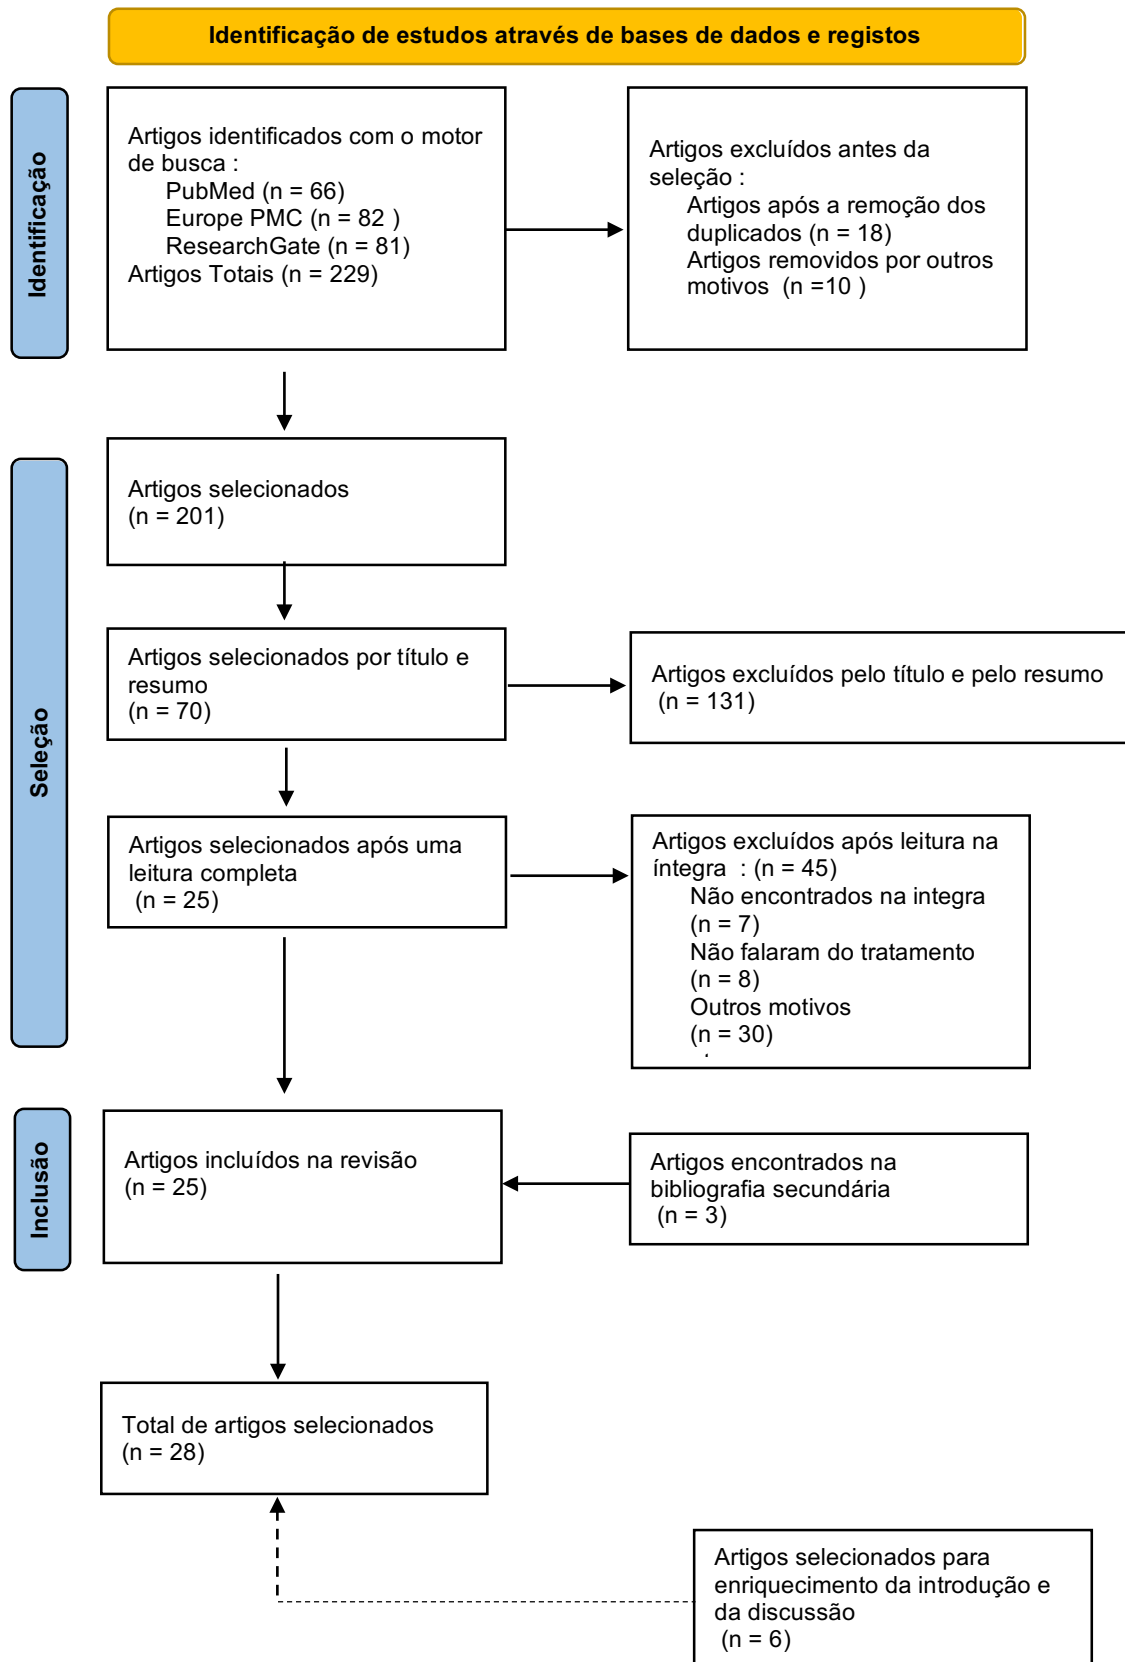 Identificação de estudos através de bases de dados e registos
Identificação
Artigos identificados com o motor
de busca :
PubMed (n = 66)
Europe PMC (n = 82 )
ResearchGate (n = 81)
Artigos Totais (n = 229)
Artigos excluídos antes da
seleção :
Artigos após a remoção dos
duplicados (n = 18)
Artigos removidos por outros
motivos  (n =10 )
Seleção
Artigos selecionados
(n = 201)
Artigos selecionados por título e
resumo
(n = 70)
Artigos excluídos pelo título e pelo resumo
(n = 131)
Artigos selecionados após uma
leitura completa
(n = 25)
Artigos excluídos após leitura na
íntegra  : (n = 45)
Não encontrados na integra
(n = 7)
Não falaram do tratamento
(n = 8)
Outros motivos
(n = 30)
Inclusão
Artigos incluídos na revisão
(n = 25)
Artigos encontrados na
bibliografia secundária
(n = 3)
Total de artigos selecionados
(n = 28)
Artigos selecionados para
enriquecimento da introdução e
da discussão
(n = 6)